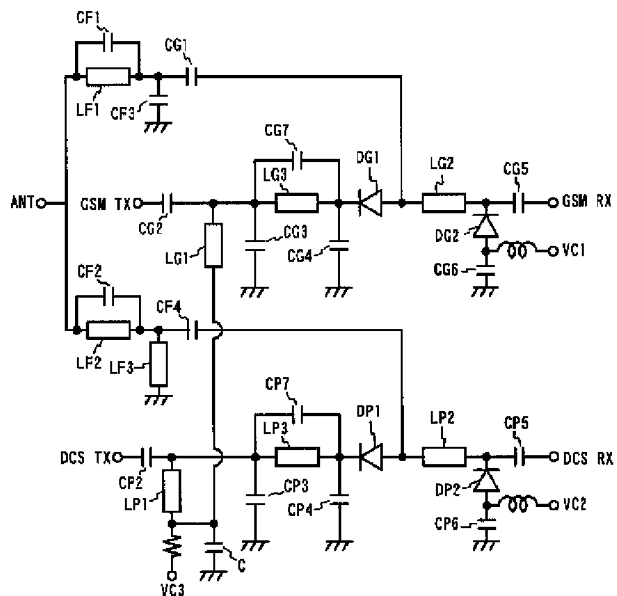 CF1
CG1
LF1
CF3
CG7
LG3
DG1
LG2
CG5
ANT
GSM TX
GSM RX
CG2
LG1
CG3
CG4
DG2
VC1
CG6
CF2
CF4
LF2
LF3
CP7
LP3
DP1
LP2
CP5
DCS TX
DCS RX
CP2
LP1
CP3
CP4
DP2
VC2
CP6
C
VC3